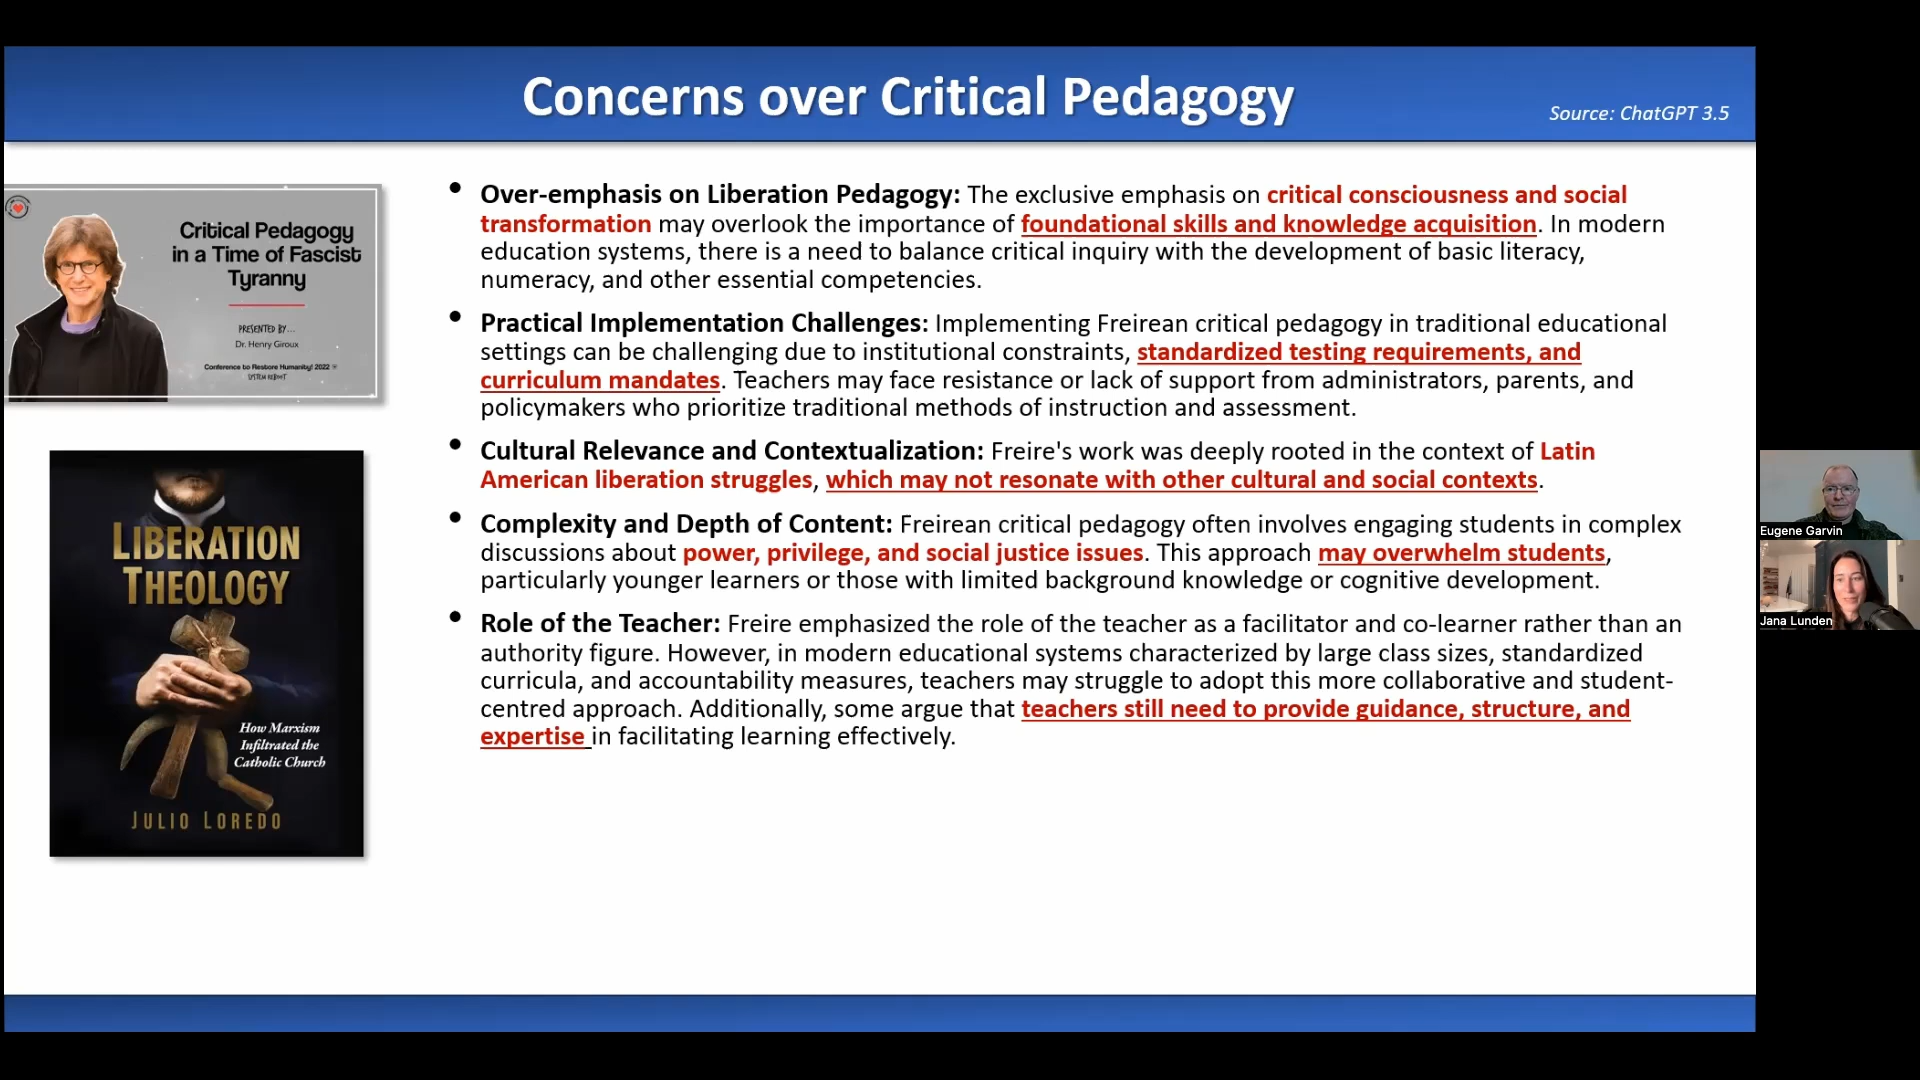 Concerns over Critical Pedagogy
Source: ChatGPT 3.5
Critical Pedagogy
in a Time of Fascist
Tyranny
PRESENTED BY...
Dr. Henry Giroux
Conference to Restore Humanity! 2022
SYSTEM REBOOT
LIBERATION
THEOLOGY
How Marxism
Infiltrated the
Catholic Church
JULIO LOREDO
• Over-emphasis on Liberation Pedagogy: The exclusive emphasis on critical consciousness and social
transformation may overlook the importance of foundational skills and knowledge acquisition. In modern
education systems, there is a need to balance critical inquiry with the development of basic literacy,
numeracy, and other essential competencies.
• Practical Implementation Challenges: Implementing Freirean critical pedagogy in traditional educational
settings can be challenging due to institutional constraints, standardized testing requirements, and
curriculum mandates. Teachers may face resistance or lack of support from administrators, parents, and
policymakers who prioritize traditional methods of instruction and assessment.
• Cultural Relevance and Contextualization: Freire's work was deeply rooted in the context of Latin
American liberation struggles, which may not resonate with other cultural and social contexts.
• Complexity and Depth of Content: Freirean critical pedagogy often involves engaging students in complex
discussions about power, privilege, and social justice issues. This approach may overwhelm students,
particularly younger learners or those with limited background knowledge or cognitive development.
• Role of the Teacher: Freire emphasized the role of the teacher as a facilitator and co-learner rather than an
authority figure. However, in modern educational systems characterized by large class sizes, standardized
curricula, and accountability measures, teachers may struggle to adopt this more collaborative and student-
centred approach. Additionally, some argue that teachers still need to provide guidance, structure, and
expertise in facilitating learning effectively.
Eugene Garvin
Jana Lunden